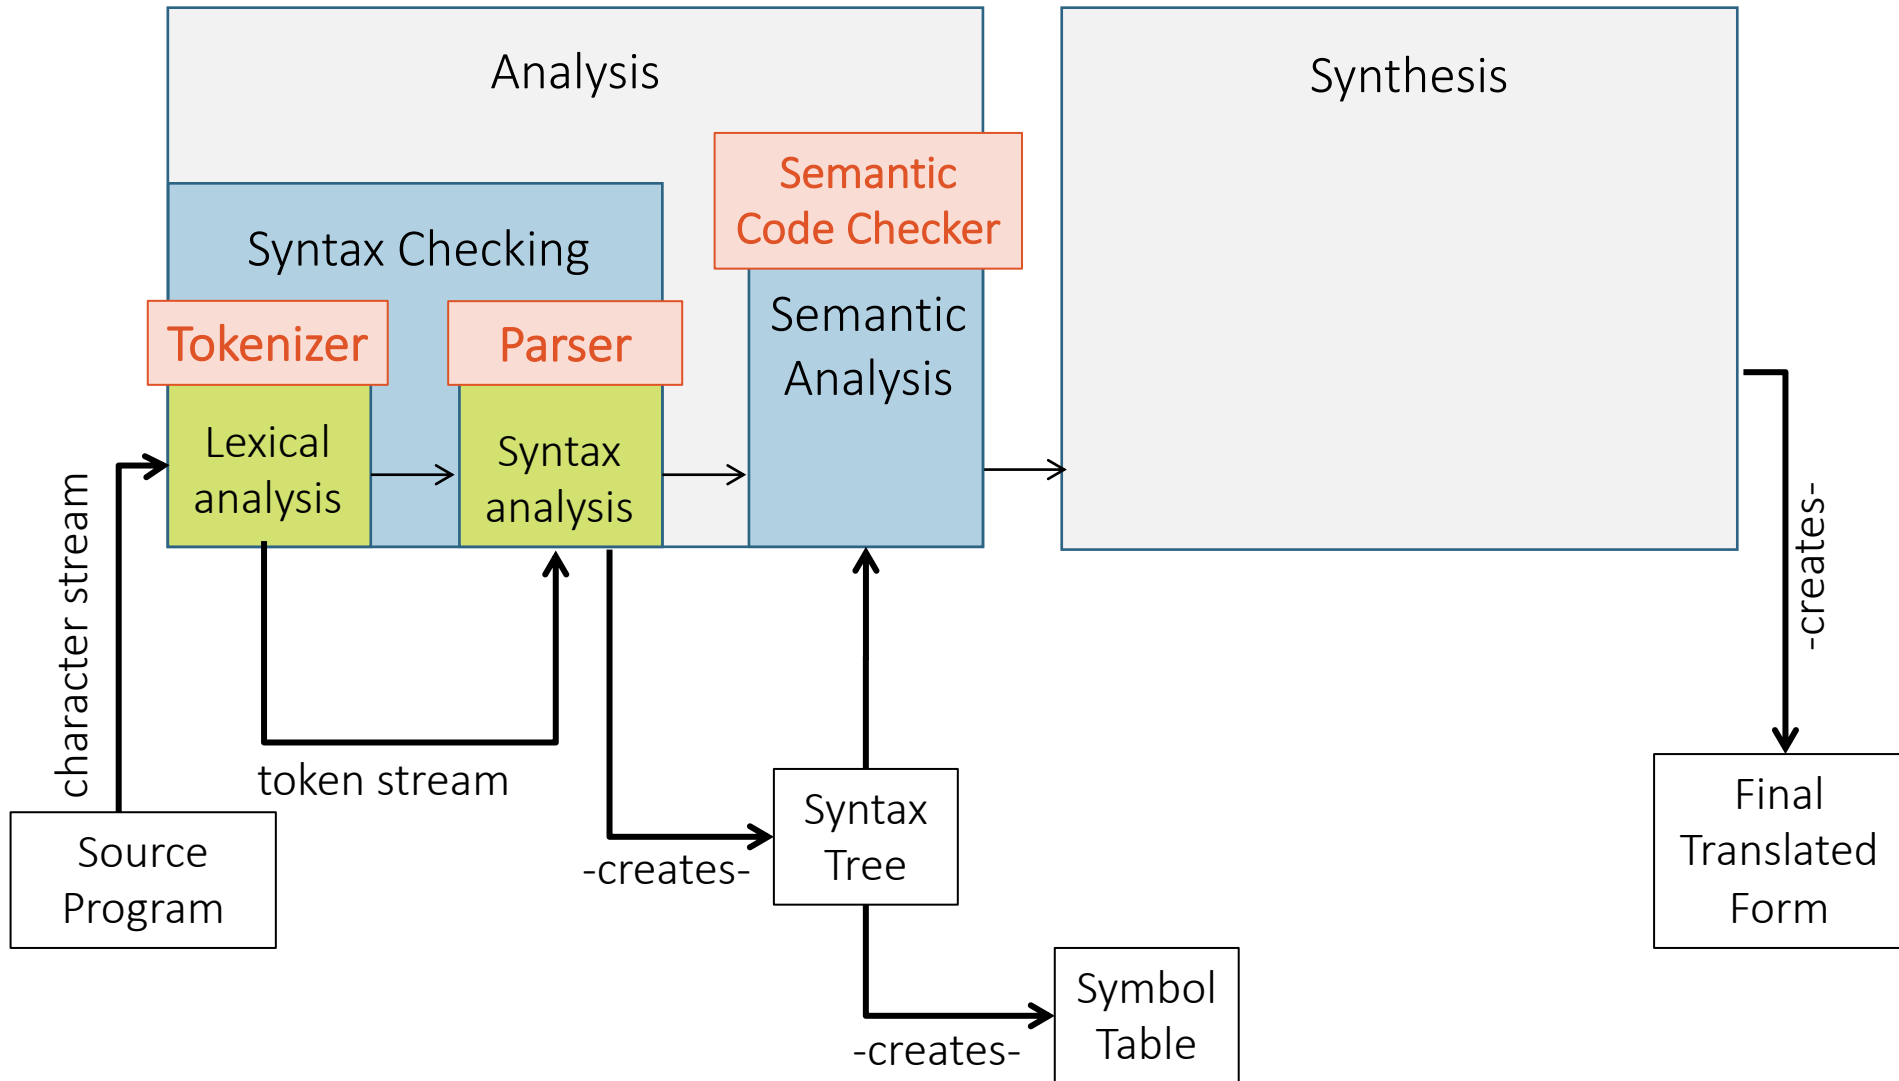 Analysis
Synthesis
Semantic
Code Checker
Syntax Checking
Tokenizer
Parser
Semantic
Analysis
Lexical
analysis
Syntax
analysis
character stream
token stream
-creates-
-creates-
Source
Program
Syntax
Tree
-creates-
Symbol
Table
Final
Translated
Form